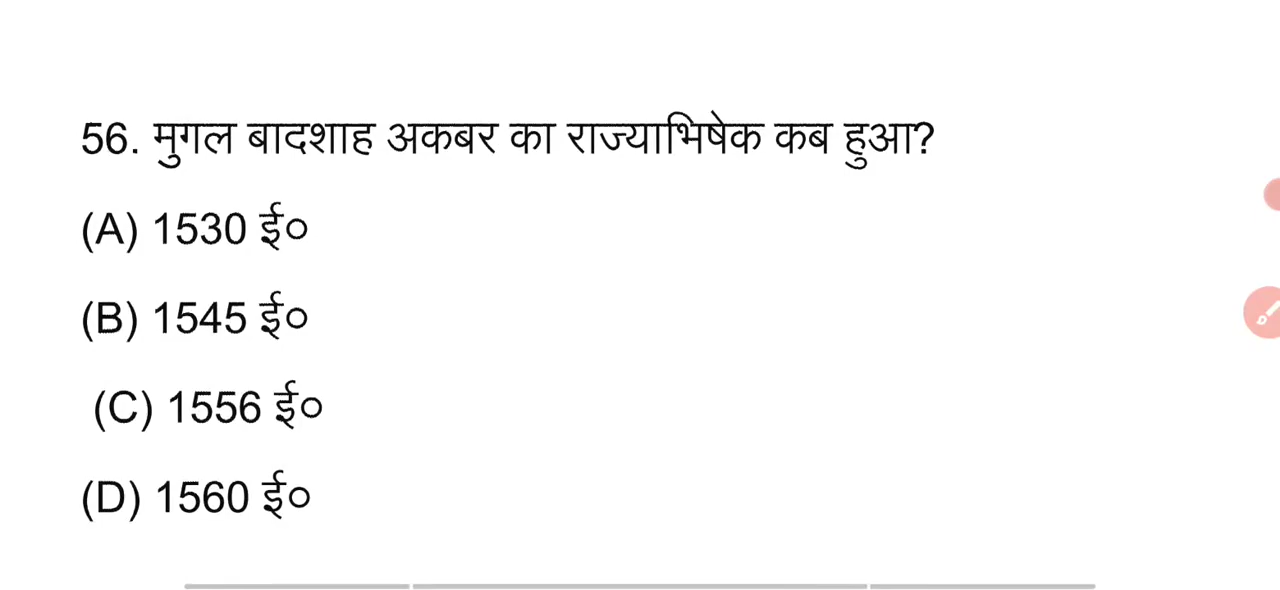 56. मुगल बादशाह अकबर का राज्याभिषेक कब हुआ?
(A) 1530 ई०
(B) 1545 ई०
(C) 1556 ई०
(D) 1560 ई०